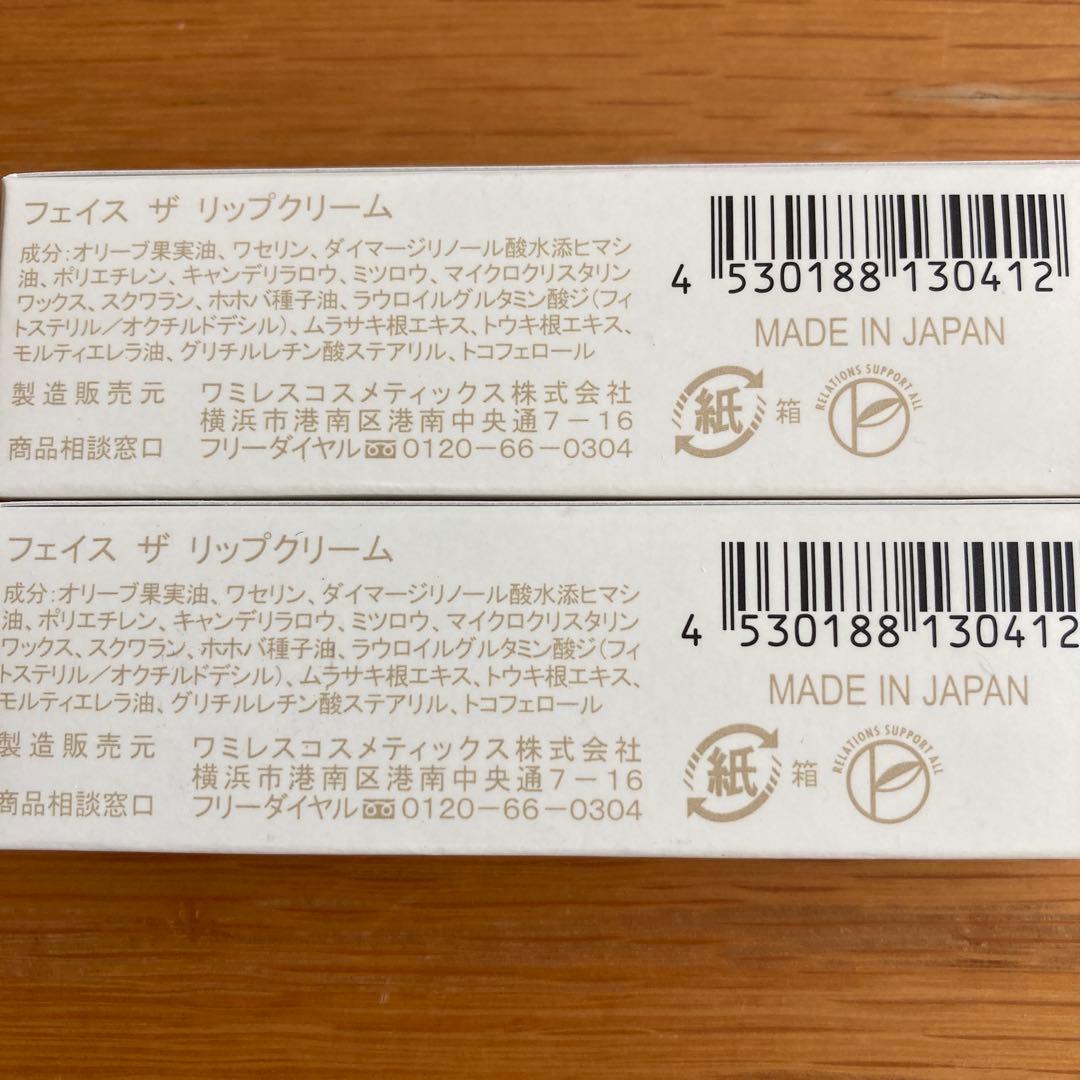 フェイス ザ リップクリーム
成分:オリーブ果実油、ワセリン、ダイマージリノール酸水添ヒマシ
油、ポリエチレン、キャンデリラロウ、ミツロウ、マイクロクリスタリン
ワックス、スクワラン、ホホバ種子油、ラウロイルグルタミン酸ジ(フィ
トステリル/オクチルドデシル)、ムラサキ根エキス、トウキ根エキス、
モルティエレラ油、グリチルレチン酸ステアリル、トコフェロール
製造販売元 ワミレスコスメティックス株式会社
横浜市港南区港南中央通7-16
商品相談窓口 フリーダイヤル 0120-66-0304
4 530188 130412
MADE IN JAPAN
紙 箱
RELATIONS SUPPORT ALL
フェイス ザ リップクリーム
成分:オリーブ果実油、ワセリン、ダイマージリノール酸水添ヒマシ
油、ポリエチレン、キャンデリラロウ、ミツロウ、マイクロクリスタリン
ワックス、スクワラン、ホホバ種子油、ラウロイルグルタミン酸ジ(フィ
トステリル/オクチルドデシル)、ムラサキ根エキス、トウキ根エキス、
モルティエレラ油、グリチルレチン酸ステアリル、トコフェロール
製造販売元 ワミレスコスメティックス株式会社
横浜市港南区港南中央通7-16
商品相談窓口 フリーダイヤル 0120-66-0304
4 530188 130412
MADE IN JAPAN
紙 箱
RELATIONS SUPPORT ALL